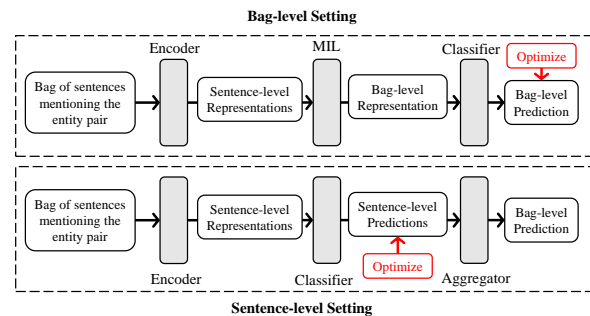 Bag-level Setting
Encoder
MIL
Classifier
Optimize
Bag of sentences
mentioning the
entity pair
Sentence-level
Representations
Bag-level
Representation
Bag-level
Prediction
Bag of sentences
mentioning the
entity pair
Sentence-level
Representations
Sentence-level
Predictions
Bag-level
Prediction
Optimize
Encoder
Classifier
Aggregator
Sentence-level Setting